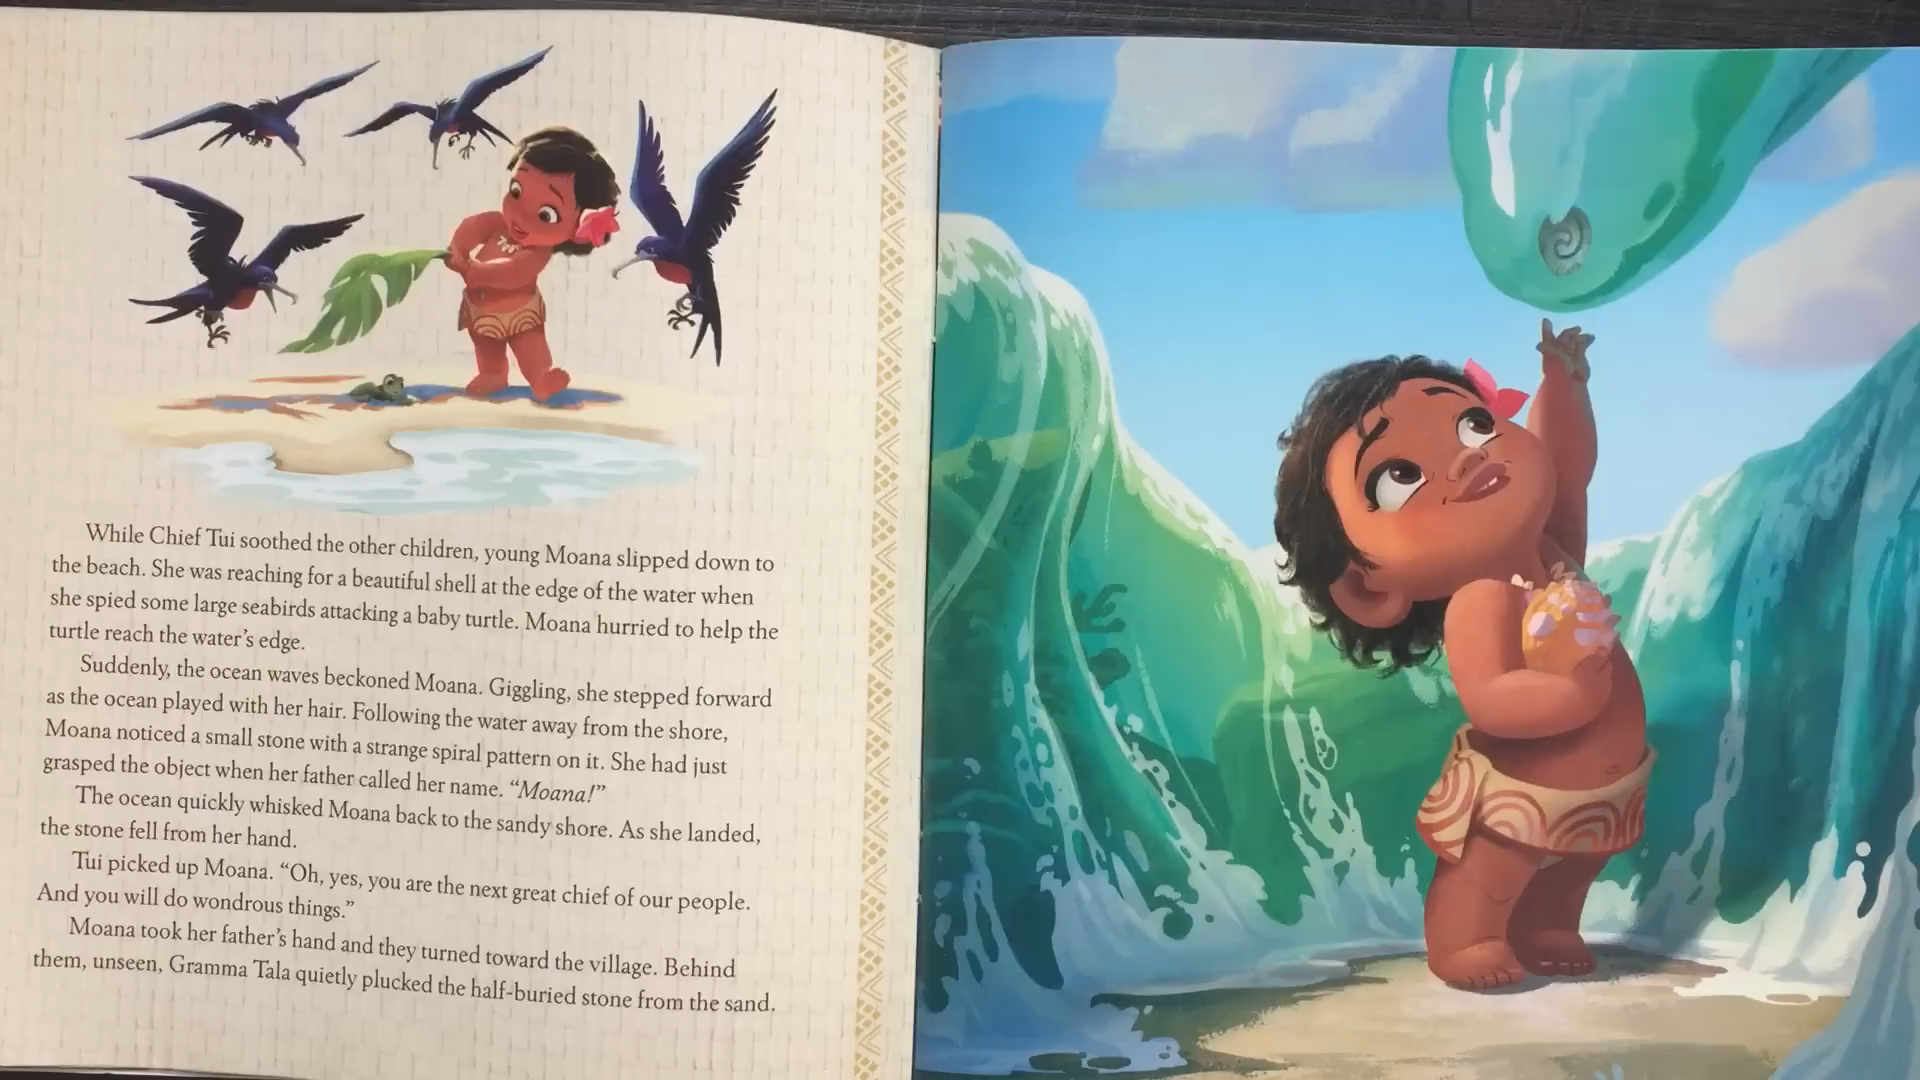 While Chief Tui soothed the other children, young Moana slipped down to
the beach. She was reaching for a beautiful shell at the edge of the water when
she spied some large seabirds attacking a baby turtle. Moana hurried to help the
turtle reach the water’s edge.
Suddenly, the ocean waves beckoned Moana. Giggling, she stepped forward
as the ocean played with her hair. Following the water away from the shore,
Moana noticed a small stone with a strange spiral pattern on it. She had just
grasped the object when her father called her name. “Moana!”
The ocean quickly whisked Moana back to the sandy shore. As she landed,
the stone fell from her hand.
Tui picked up Moana. “Oh, yes, you are the next great chief of our people.
And you will do wondrous things.”
Moana took her father’s hand and they turned toward the village. Behind
them, unseen, Gramma Tala quietly plucked the half-buried stone from the sand.